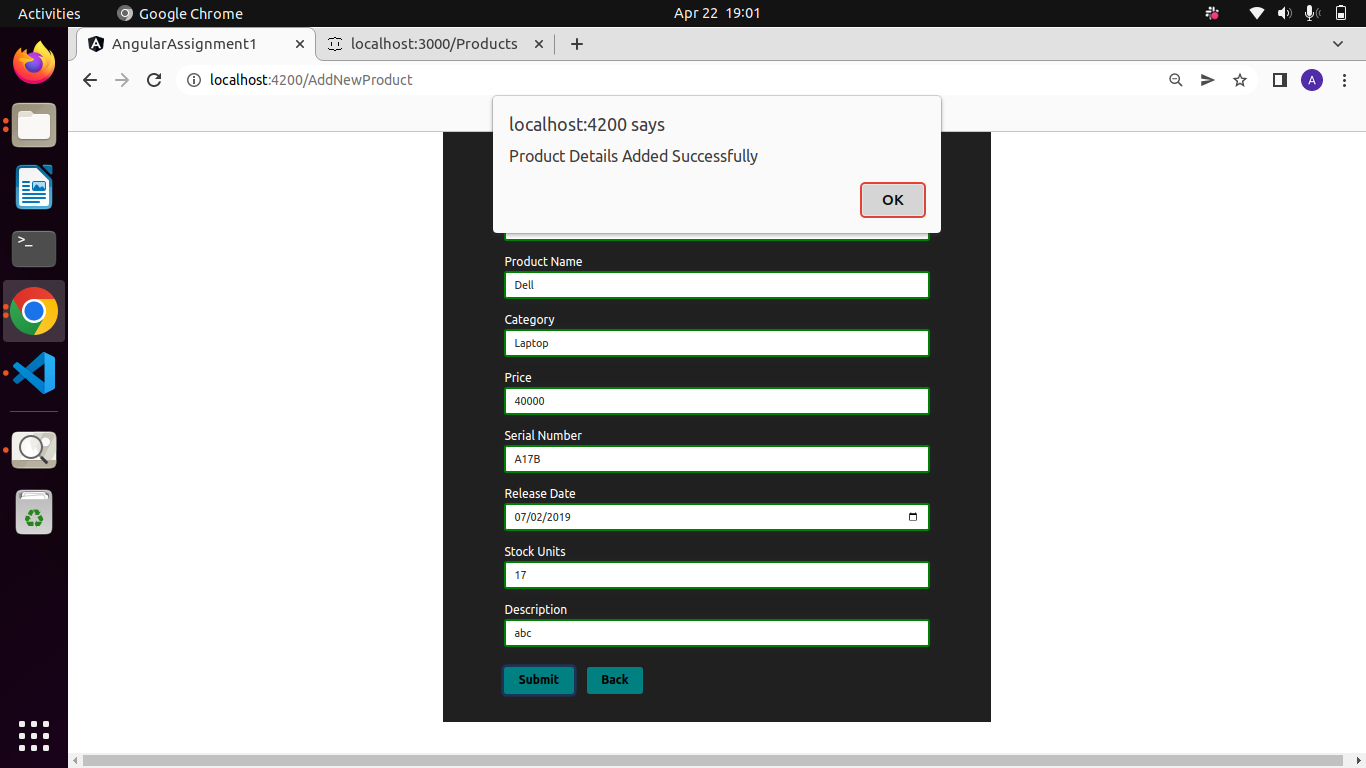 Activities
Google Chrome
Apr 22 19:01
AngularAssignment1
localhost:3000/Products
localhost:4200/AddNewProduct
A
localhost:4200 says
Product Details Added Successfully
OK
Product Name
Dell
Category
Laptop
Price
40000
Serial Number
A17B
Release Date
07/02/2019
Stock Units
17
Description
abc
Submit
Back